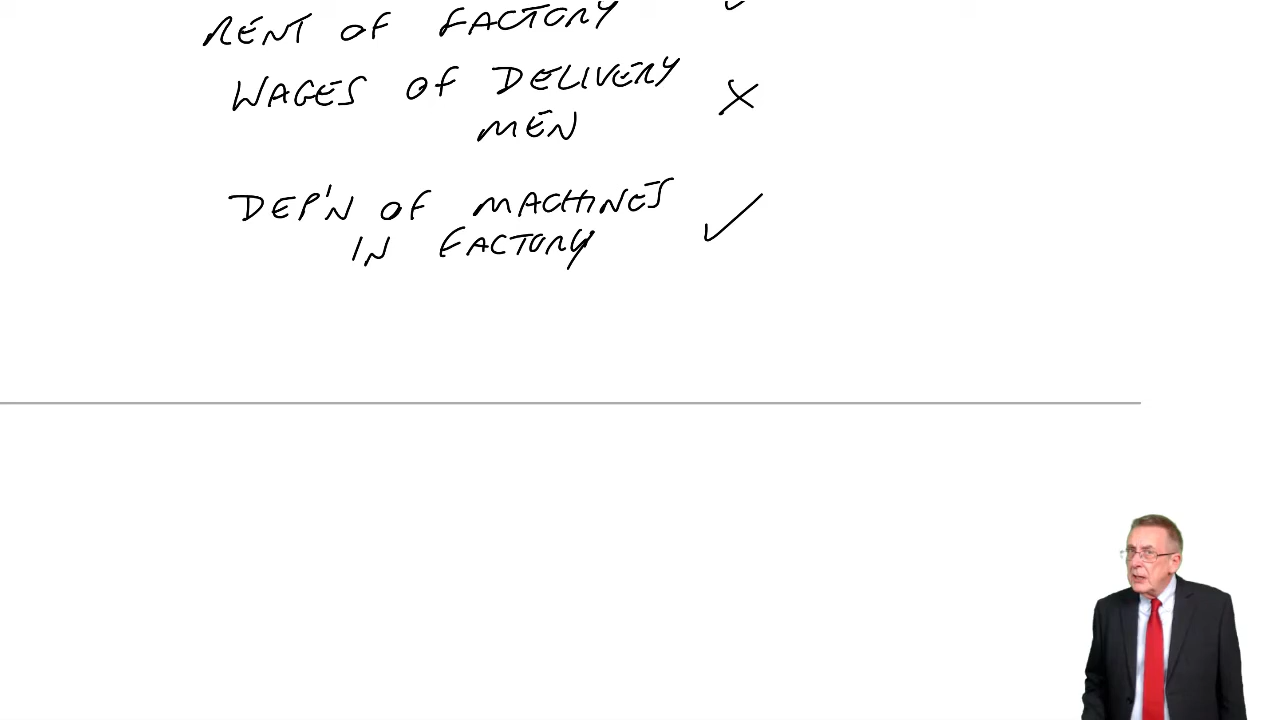 RENT OF FACTORY
WAGES OF DELIVERY
MEN
DEP'N OF MACHINES
IN FACTORY